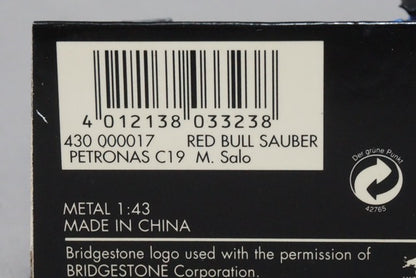 4 012138 033238
430 000017 RED BULL SAUBER
PETRONAS C19 M. Salo
Der grüne Punkt
42765
METAL 1:43
MADE IN CHINA
Bridgestone logo used with the permission of
BRIDGESTONE Corporation.